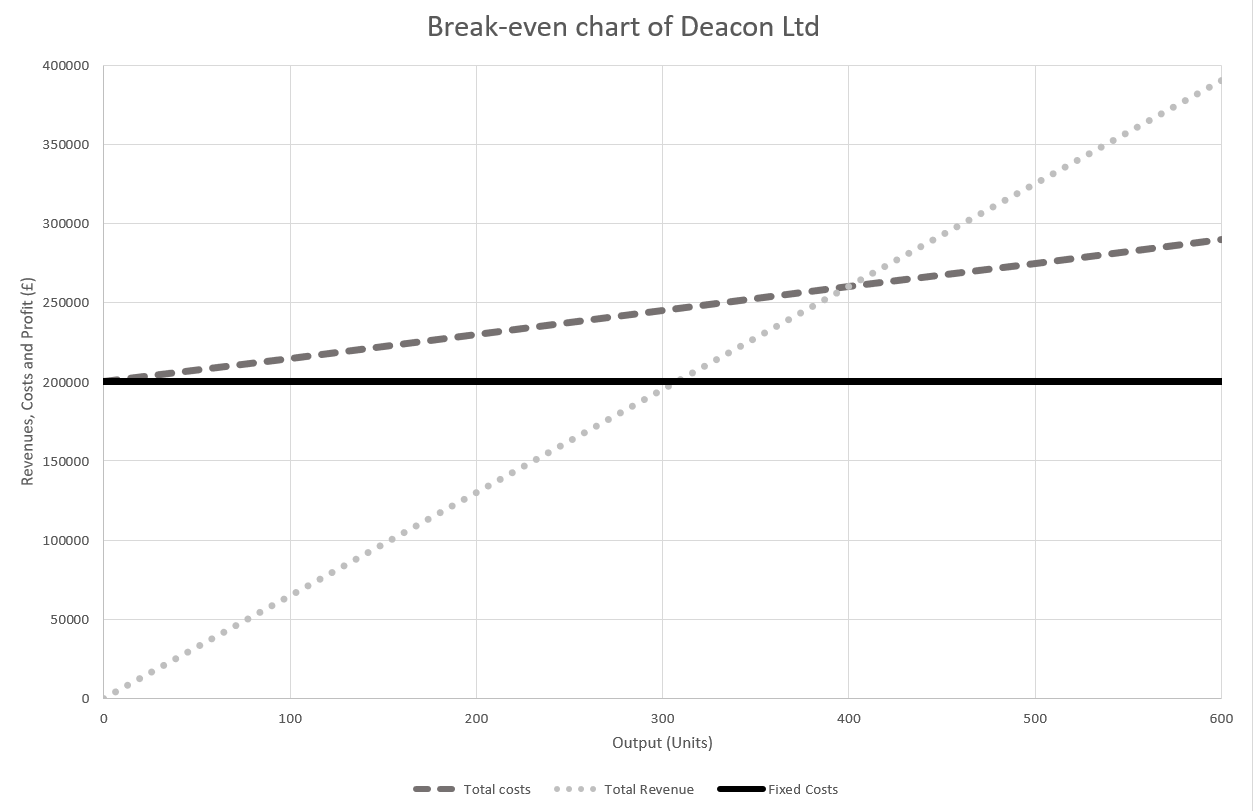 Break-even chart of Deacon Ltd
400000
350000
300000
250000
200000
150000
100000
50000
0
Revenues, Costs and Profit (£)
0 100 200 300 400 500 600
Output (Units)
Total costs Total Revenue Fixed Costs